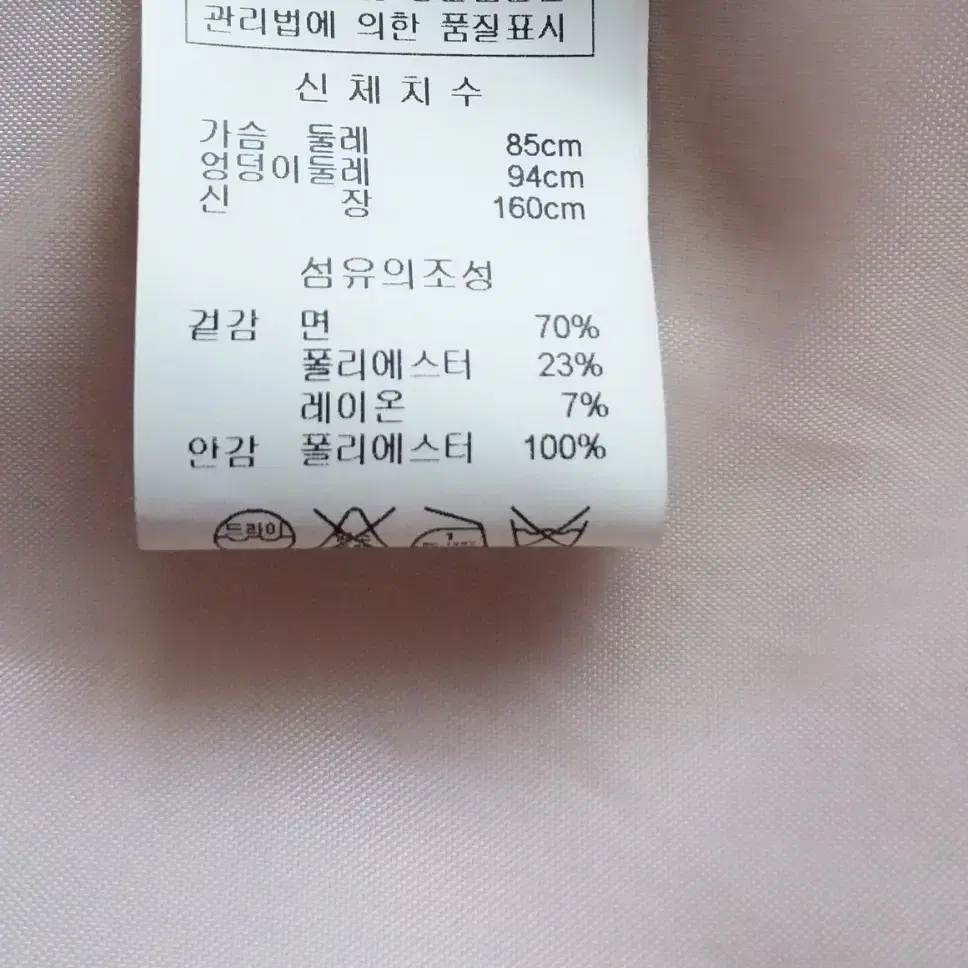 관리법에 의한 품질표시
신 체 치 수
가슴 둘레 85cm
엉덩이둘레 94cm
신 장 160cm
섬유의조성
겉감 면 70%
폴리에스터 23%
레이온 7%
안감 폴리에스터 100%
드라이